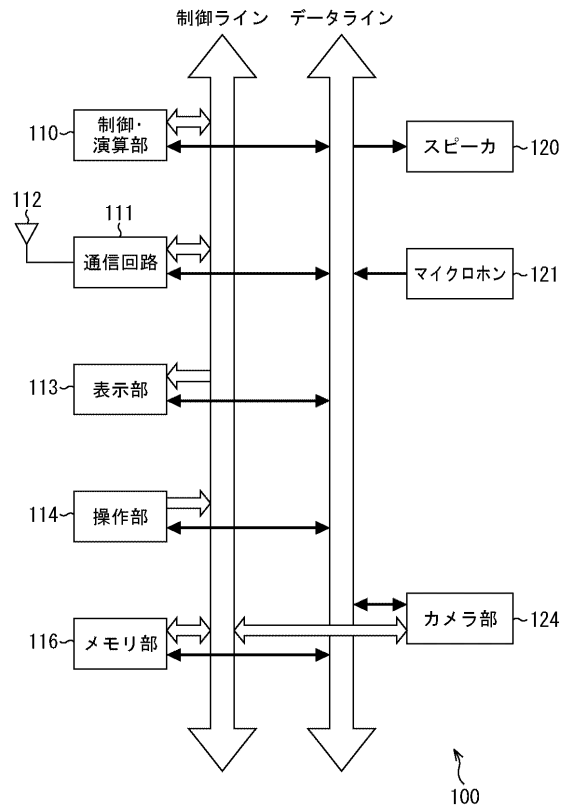 制御ライン データライン
110
制御・
演算部
スピーカ
120
112
111
通信回路
マイクロホン
121
113
表示部
114
操作部
カメラ部
124
116
メモリ部
100